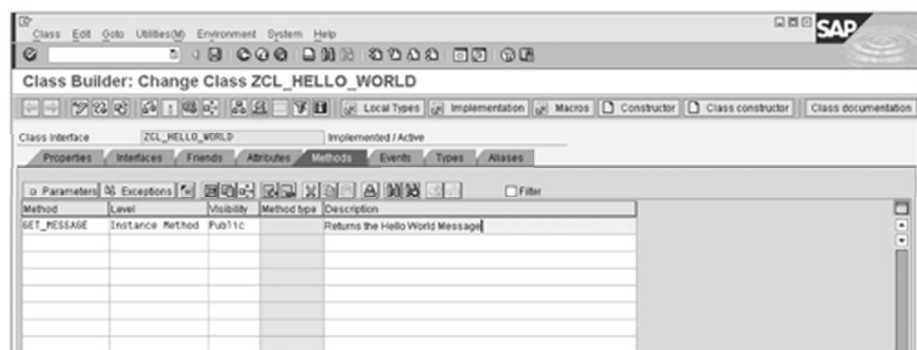 Class Edit Goto Utilities(M) Environment System Help
SAP
Class Builder: Change Class ZCL_HELLO_WORLD
Local Types Implementation Macros Constructor Class constructor Class documentation
Class Interface ZCL_HELLO_WORLD Implemented / Active
Properties Interfaces Friends Attributes Methods Events Types Aliases
Parameters Exceptions Filter
Method Level Visibility Method type Description
GET_MESSAGE Instance Method Public Returns the Hello World Message